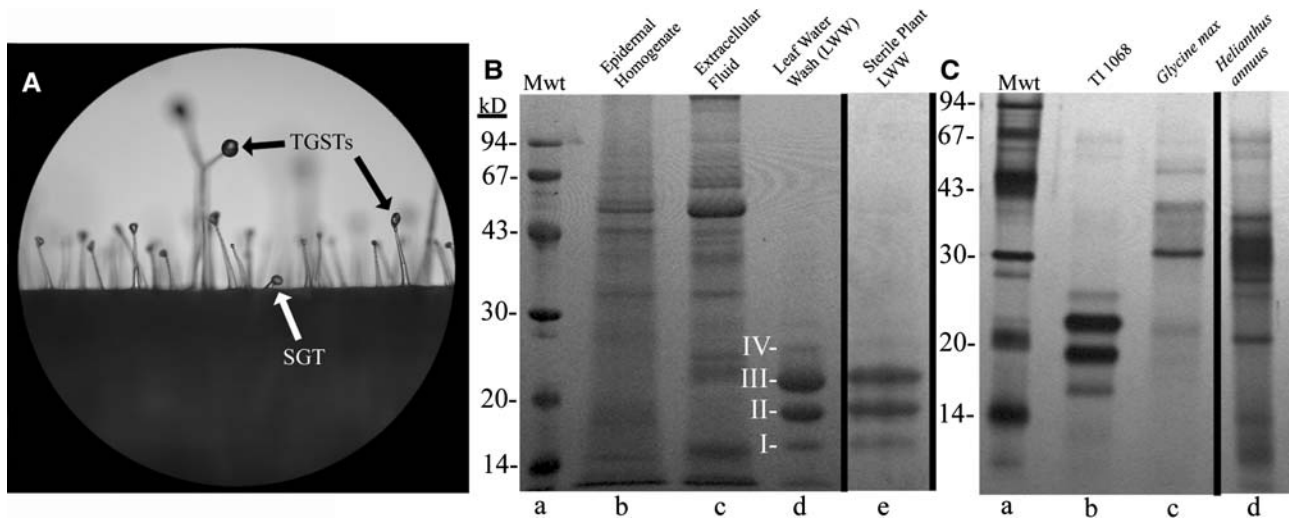 A
TGSTs
SGT
B
Mwt
Epidermal
Homogenate
Extracellular
Fluid
Leaf Water
Wash (LWW)
Sterile Plant
LWW
kD
94-
67-
43-
30-
20-
14-
IV-
III-
II-
I-
a
b
c
d
e
C
Mwt
TI 1068
Glycine max
Helianthus
annuus
94-
67-
43-
30-
20-
14-
a
b
c
d